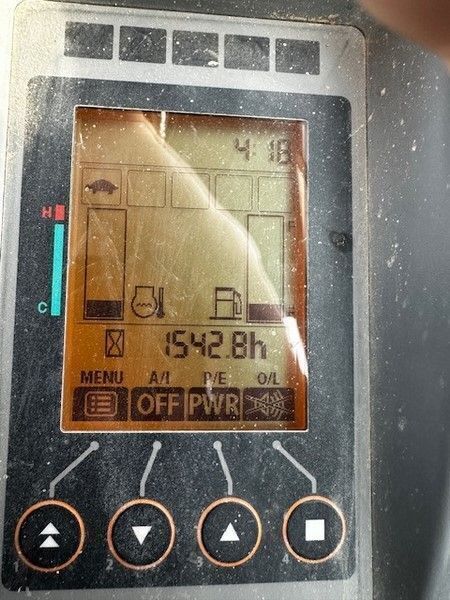 4:18
H
F
C
1542.8h
MENU A/I P/E O/L
OFF PWR
1 2 3 4